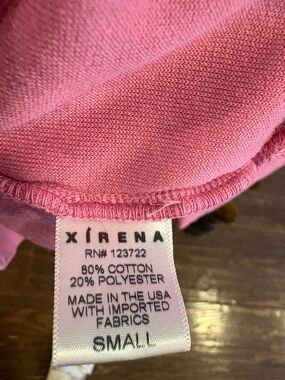 XÍRENA
RN# 123722
80% COTTON
20% POLYESTER
MADE IN THE USA
WITH IMPORTED
FABRICS
SMALL